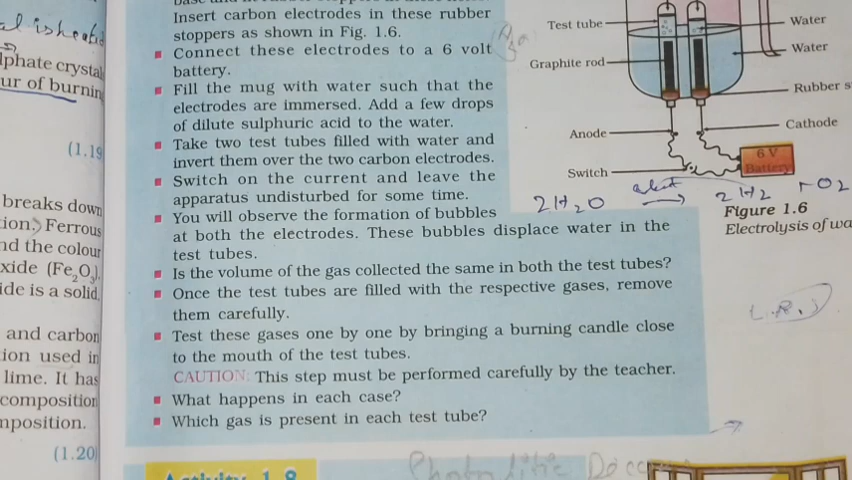 Insert carbon electrodes in these rubber
stoppers as shown in Fig. 1.6.
Connect these electrodes to a 6 volt
battery.
Fill the mug with water such that the
electrodes are immersed. Add a few drops
of dilute sulphuric acid to the water.
Take two test tubes filled with water and
invert them over the two carbon electrodes.
Switch on the current and leave the
apparatus undisturbed for some time.
You will observe the formation of bubbles
at both the electrodes. These bubbles displace water in the
test tubes.
Is the volume of the gas collected the same in both the test tubes?
Once the test tubes are filled with the respective gases, remove
them carefully.
Test these gases one by one by bringing a burning candle close
to the mouth of the test tubes.
CAUTION: This step must be performed carefully by the teacher.
What happens in each case?
Which gas is present in each test tube?
Activity 1.8
Test tube
Graphite rod
Water
Water
Rubber s
Anode
Cathode
Switch
6 V
Battery
2H2O → 2H2 + O2
Figure 1.6
Electrolysis of wa
lphate crystal
ur of burnin
(1.19
breaks down
ion. Ferrous
nd the colour
xide (Fe₂O₃)
ide is a solid,
and carbon
ion used in
lime. It has
composition
mposition.
(1.20)